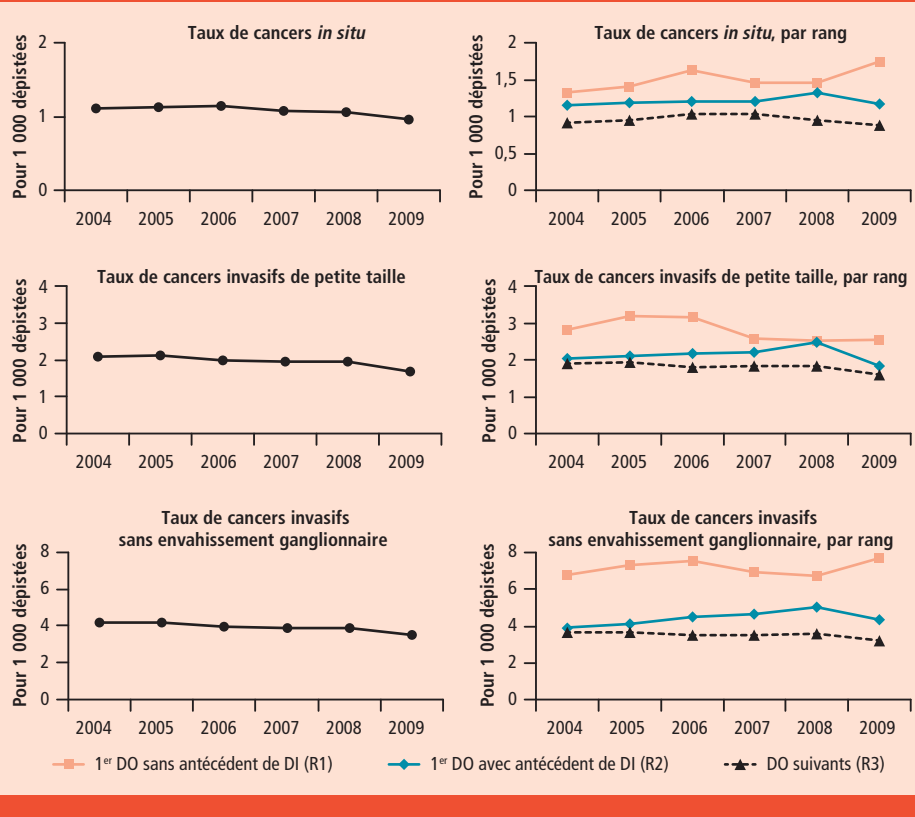 Taux de cancers in situ
Pour 1 000 dépistées
2
1
0
2004 2005 2006 2007 2008 2009
Taux de cancers in situ, par rang
Pour 1 000 dépistées
2
1,5
1
0,5
0
2004 2005 2006 2007 2008 2009
Taux de cancers invasifs de petite taille
Pour 1 000 dépistées
4
3
2
1
0
2004 2005 2006 2007 2008 2009
Taux de cancers invasifs de petite taille, par rang
Pour 1 000 dépistées
4
3
2
1
0
2004 2005 2006 2007 2008 2009
Taux de cancers invasifs
sans envahissement ganglionnaire
Pour 1 000 dépistées
8
6
4
2
0
2004 2005 2006 2007 2008 2009
Taux de cancers invasifs
sans envahissement ganglionnaire, par rang
Pour 1 000 dépistées
8
6
4
2
0
2004 2005 2006 2007 2008 2009
1er DO sans antécédent de DI (R1) 1er DO avec antécédent de DI (R2) DO suivants (R3)